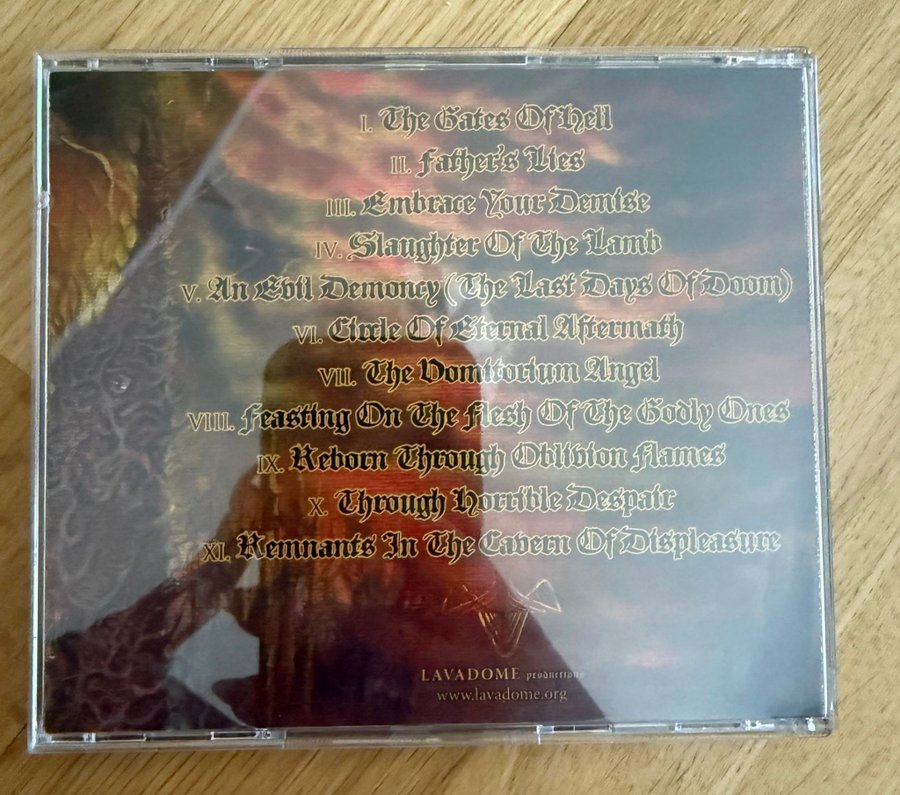 I. The Gates Of Hell
II. Father's Lies
III. Embrace Your Demise
IV. Slaughter Of The Lamb
V. An Evil Demoncy (The Last Days Of Doom)
VI. Circle Of Eternal Aftermath
VII. The Vomitorium Angel
VIII. Feasting On The Flesh Of The Godly Ones
IX. Reborn Through Oblivion Flames
X. Through Horrible Despair
XI. Remnants In The Cavern Of Displeasure
LAVADOME productions
www.lavadome.org